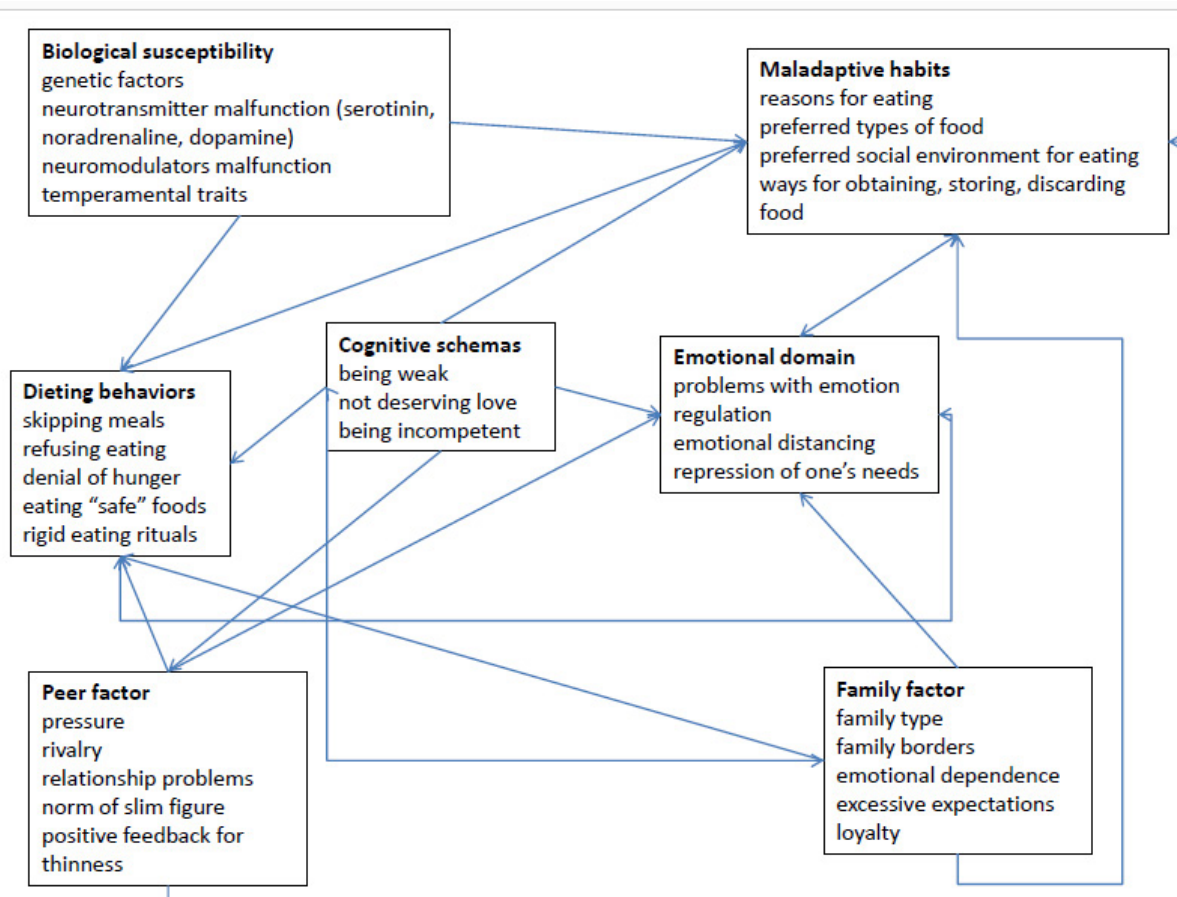 Biological susceptibility
genetic factors
neurotransmitter malfunction (serotinin,
noradrenaline, dopamine)
neuromodulators malfunction
temperamental traits
Maladaptive habits
reasons for eating
preferred types of food
preferred social environment for eating
ways for obtaining, storing, discarding
food
Cognitive schemas
being weak
not deserving love
being incompetent
Emotional domain
problems with emotion
regulation
emotional distancing
repression of one’s needs
Dieting behaviors
skipping meals
refusing eating
denial of hunger
eating “safe” foods
rigid eating rituals
Peer factor
pressure
rivalry
relationship problems
norm of slim figure
positive feedback for
thinness
Family factor
family type
family borders
emotional dependence
excessive expectations
loyalty